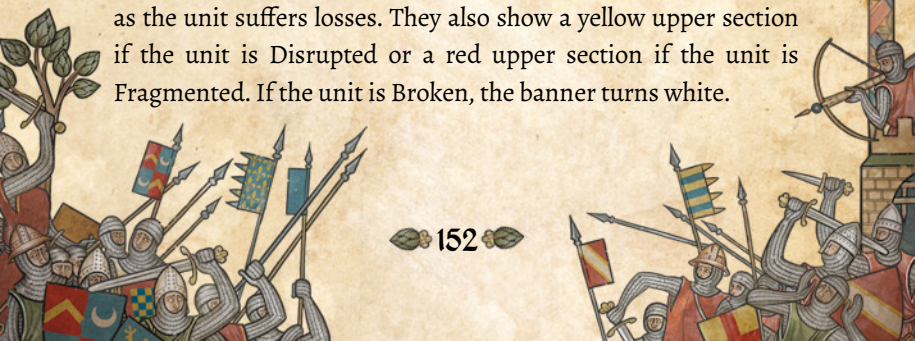 as the unit suffers losses. They also show a yellow upper section
if the unit is Disrupted or a red upper section if the unit is
Fragmented. If the unit is Broken, the banner turns white.
152